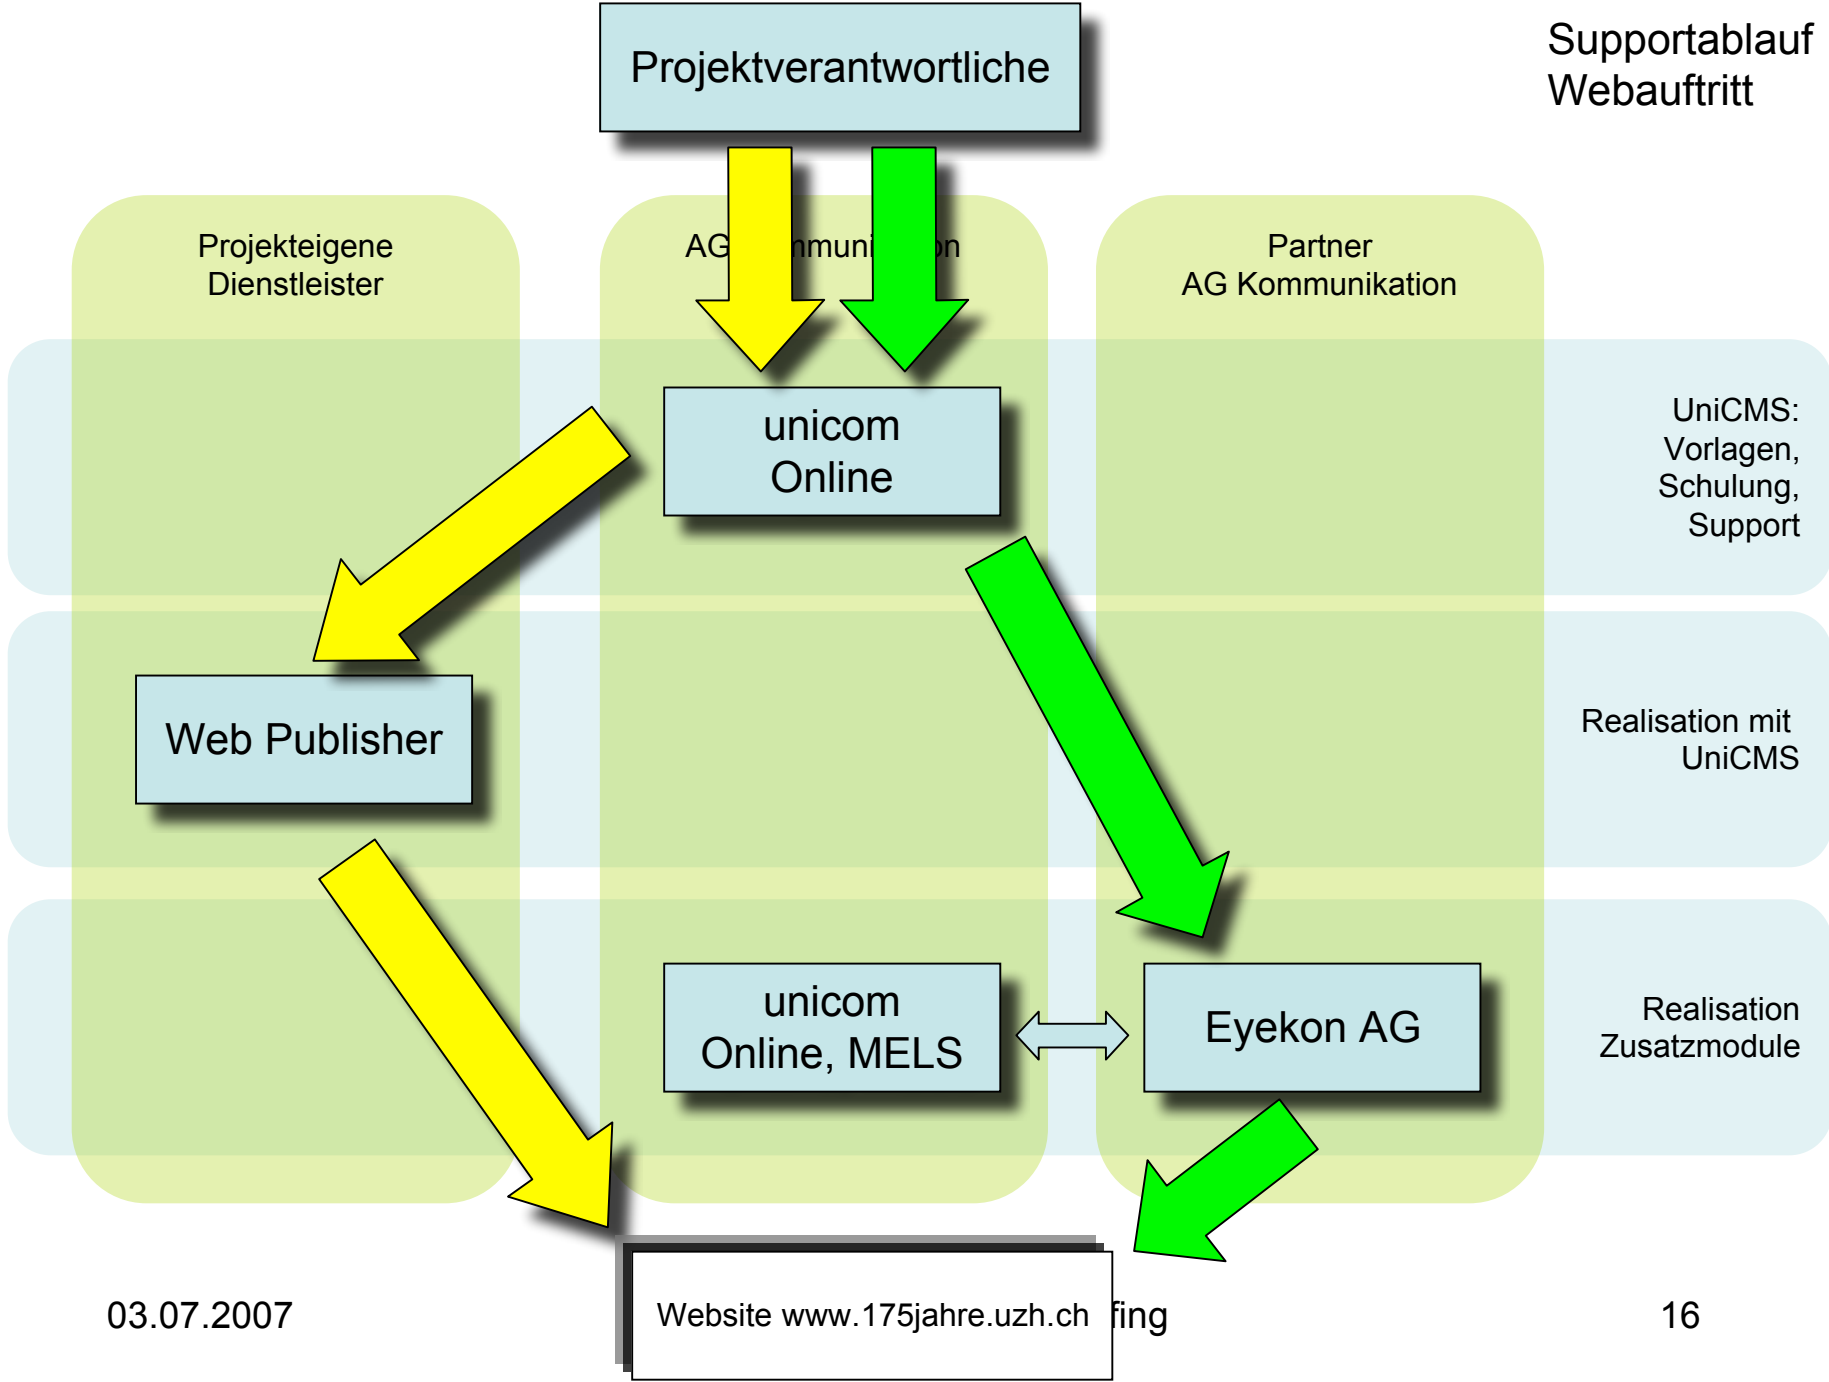 Supportablauf
Webauftritt
Projektverantwortliche
Projekteigene
Dienstleister
Partner
AG Kommunikation
unicom
Online
UniCMS:
Vorlagen,
Schulung,
Support
Web Publisher
Realisation mit
UniCMS
unicom
Online, MELS
Eyekon AG
Realisation
Zusatzmodule
03.07.2007
Website www.175jahre.uzh.ch
16